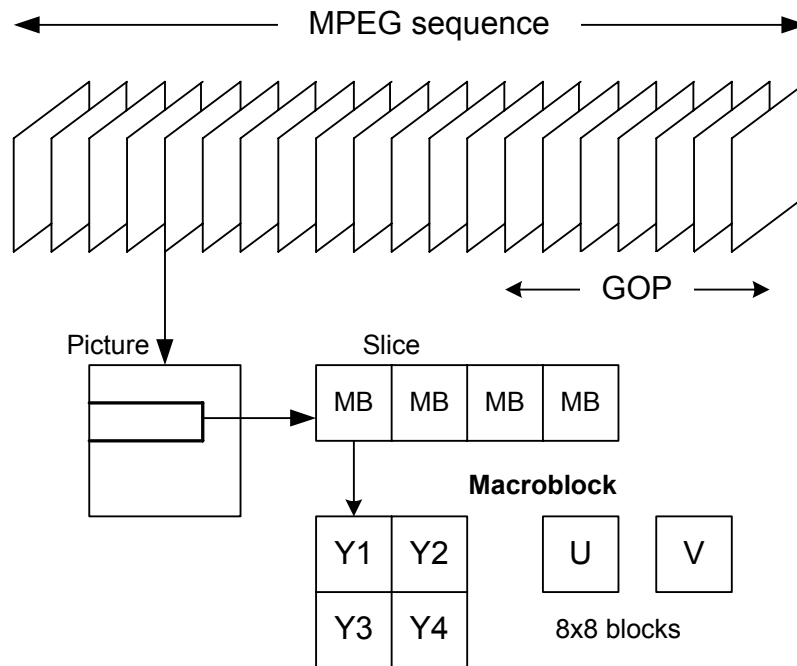 MPEG sequence
GOP
Picture
Slice
MB MB MB MB
Macroblock
Y1 Y2 U V
Y3 Y4 8x8 blocks